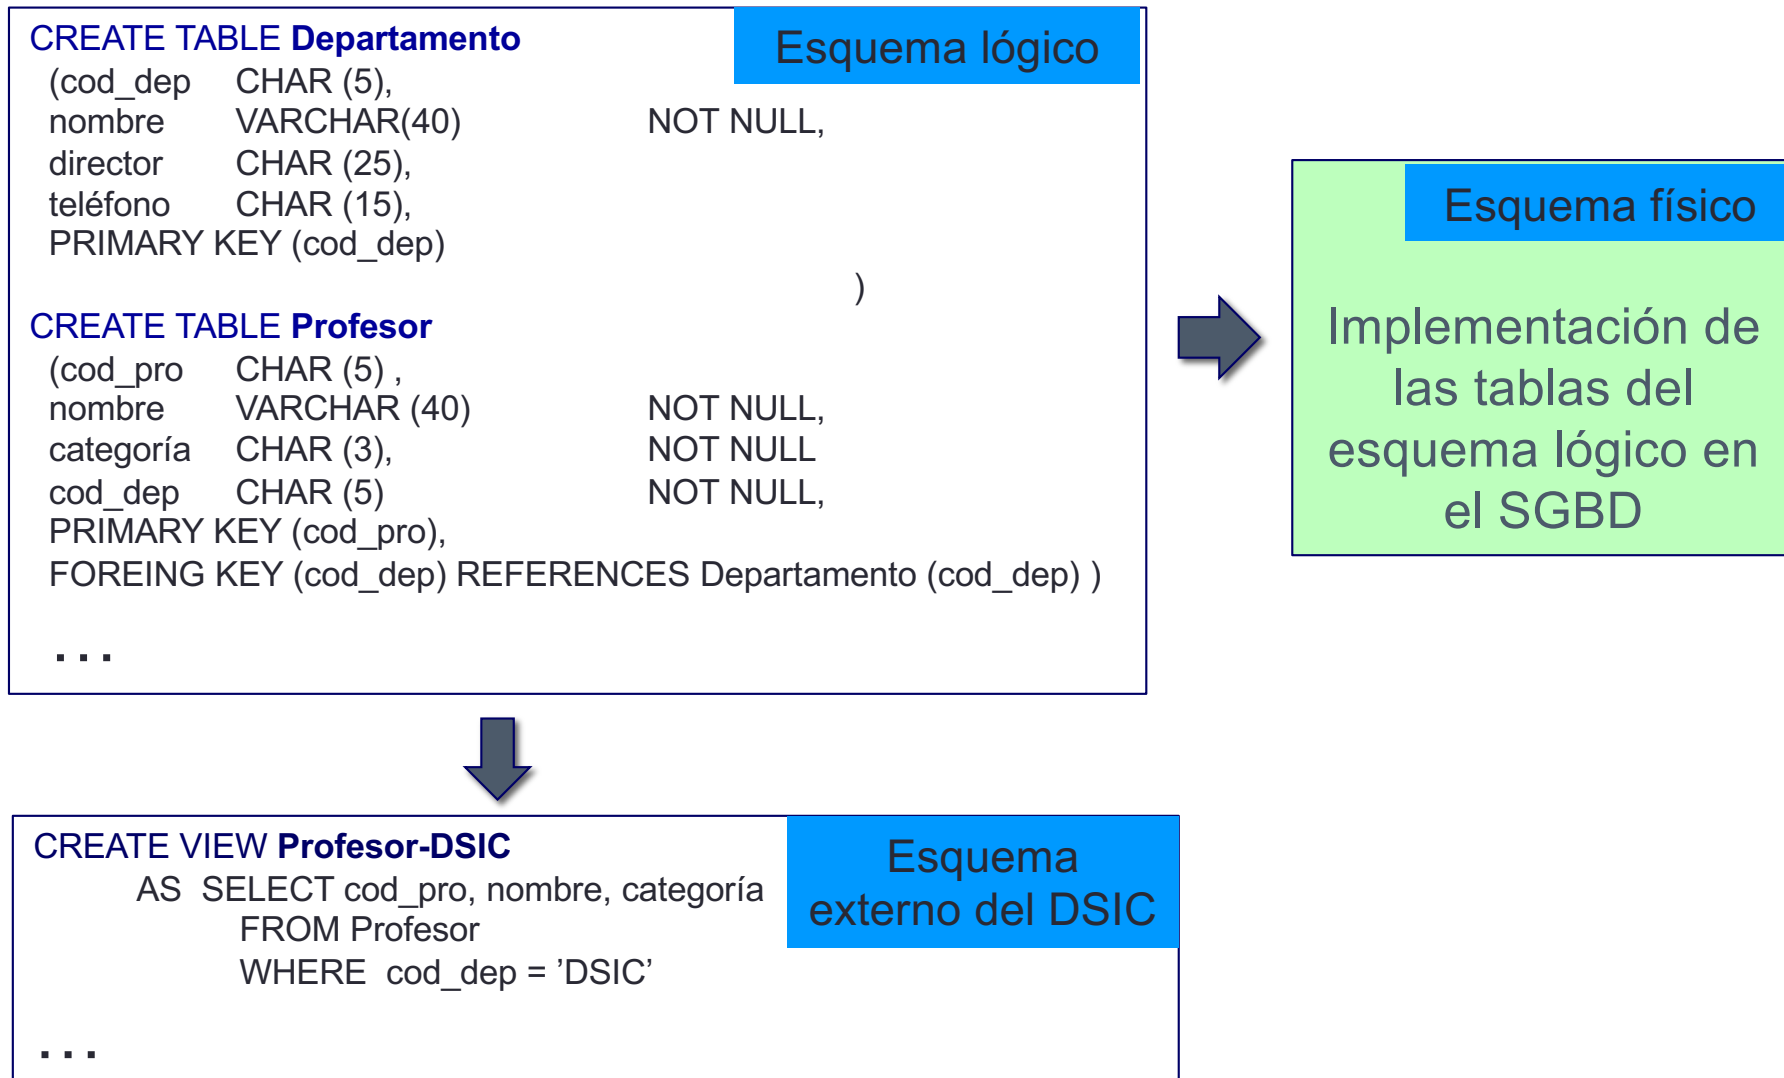 CREATE TABLE Departamento
Esquema lógico
(cod_dep CHAR (5),
nombre VARCHAR(40) NOT NULL,
director CHAR (25),
teléfono CHAR (15),
PRIMARY KEY (cod_dep)
)
CREATE TABLE Profesor
(cod_pro CHAR (5) ,
nombre VARCHAR (40) NOT NULL,
categoría CHAR (3), NOT NULL
cod_dep CHAR (5) NOT NULL,
PRIMARY KEY (cod_pro),
FOREING KEY (cod_dep) REFERENCES Departamento (cod_dep) )
...
Esquema físico
Implementación de
las tablas del
esquema lógico en
el SGBD
CREATE VIEW Profesor-DSIC
AS SELECT cod_pro, nombre, categoría
FROM Profesor
WHERE cod_dep = ’DSIC’
...
Esquema
externo del DSIC